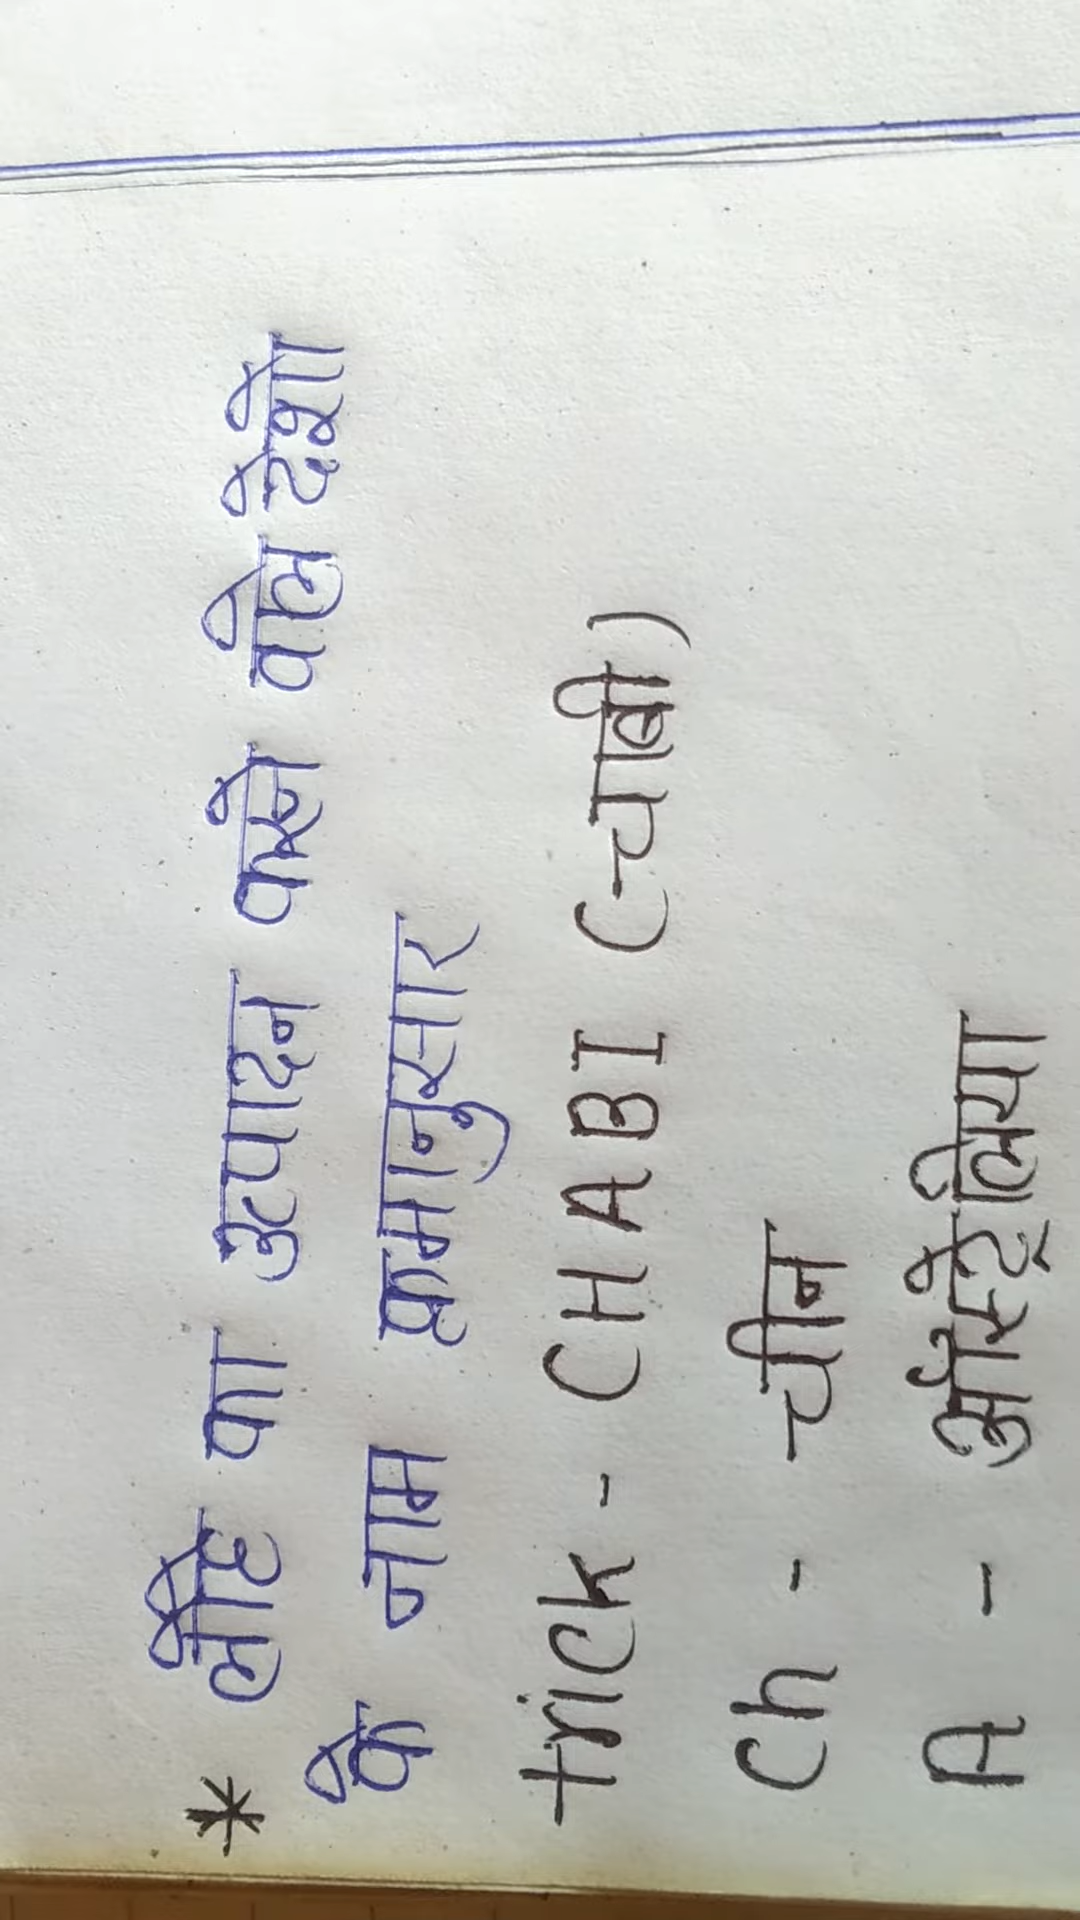 * लौह का उत्पादन करने वाले देशो
के नाम क्रमानुसार
trick - CHABI (चाबी)
Ch - चीन
A - ऑस्ट्रेलिया